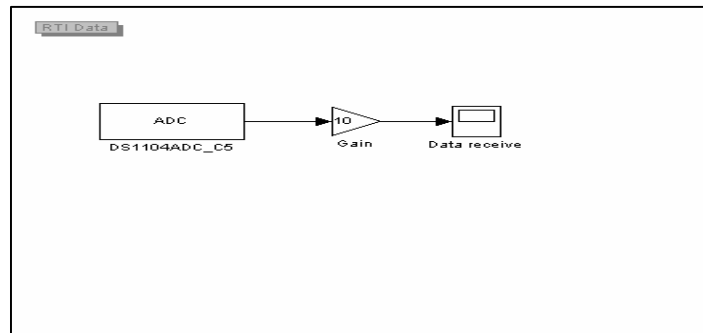 RTI Data
ADC
DS1104ADC_C5
10
Gain
Data receive